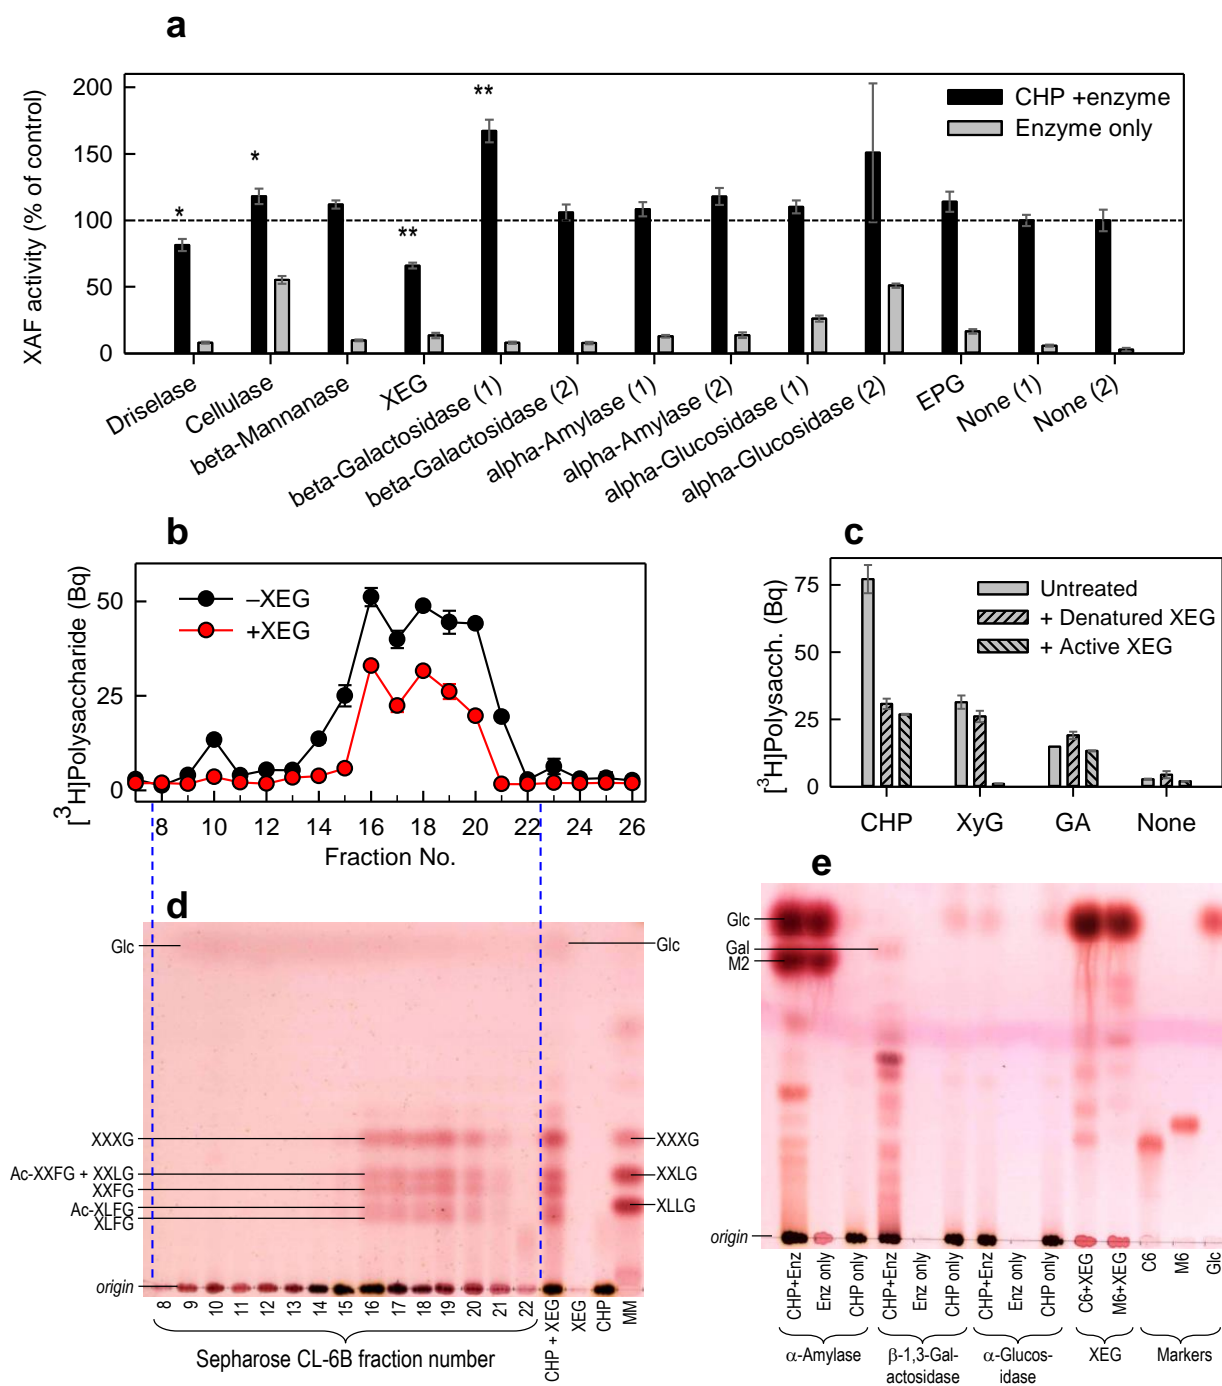 a
XAF activity (% of control)
200
150
100
50
0
CHP +enzyme
Enzyme only
*
*
**
**
Driselase
Cellulase
beta-Mannanase
XEG
beta-Galactosidase (1)
beta-Galactosidase (2)
alpha-Amylase (1)
alpha-Amylase (2)
alpha-Glucosidase (1)
alpha-Glucosidase (2)
EPG
None (1)
None (2)
b
[³H]Polysaccharide (Bq)
50
25
0
–XEG
+XEG
8 10 12 14 16 18 20 22 24 26
Fraction No.
c
[³H]Polysacch. (Bq)
75
50
25
0
Untreated
+ Denatured XEG
+ Active XEG
CHP XyG GA None
d
Glc
Glc
XXXG
XXXG
Ac-XXFG + XXLG
XXLG
XXFG
Ac-XLFG
XLLG
XLFG
origin
8 9 10 11 12 13 14 15 16 17 18 19 20 21 22 CHP + XEG XEG CHP MM
Sepharose CL-6B fraction number
e
Glc
Gal
M2
origin
CHP+Enz Enz only CHP only CHP+Enz Enz only CHP only CHP+Enz Enz only CHP only C6+XEG M6+XEG C6 M6 Glc
α-Amylase
β-1,3-Gal-
actosidase
α-Glucos-
idase
XEG
Markers